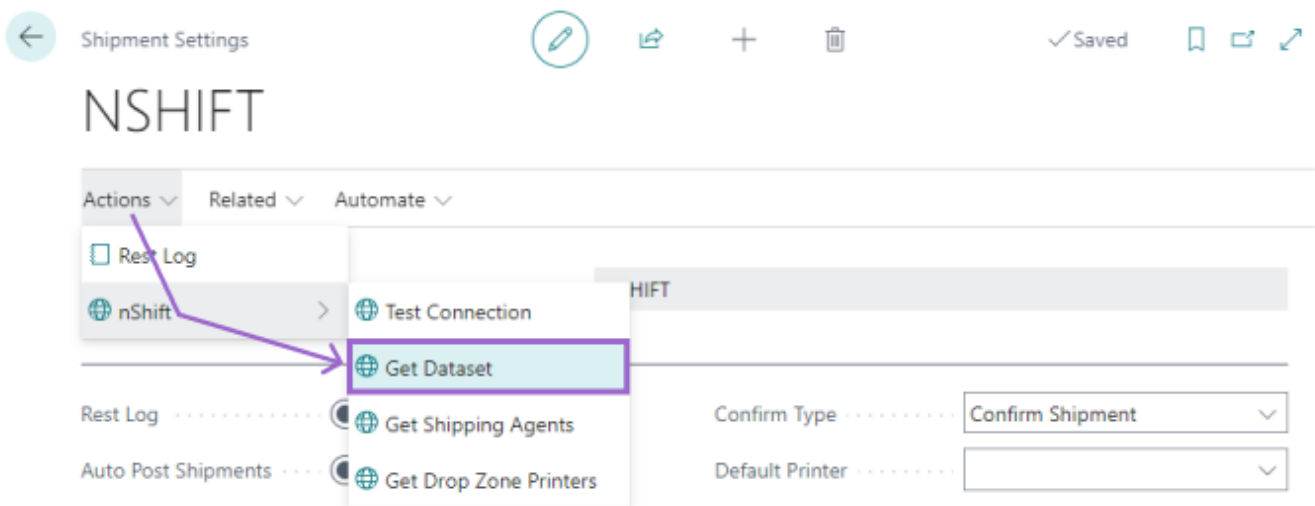 Shipment Settings
Saved
NSHIFT
Actions Related Automate
Rest Log
nShift
HIFT
Test Connection
Get Dataset
Get Shipping Agents
Get Drop Zone Printers
Rest Log
Auto Post Shipments
Confirm Type Confirm Shipment
Default Printer